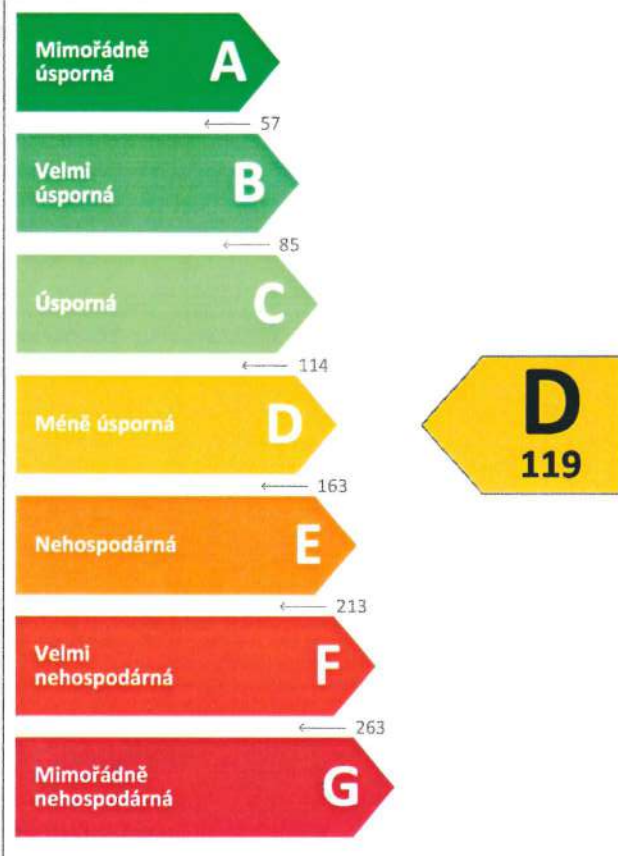 Mimořádně
úsporná
A
← 57
Velmi
úsporná
B
← 85
Úsporná
C
← 114
Méně úsporná
D
D
119
← 163
Nehospodárná
E
← 213
Velmi
nehospodárná
F
← 263
Mimořádně
nehospodárná
G